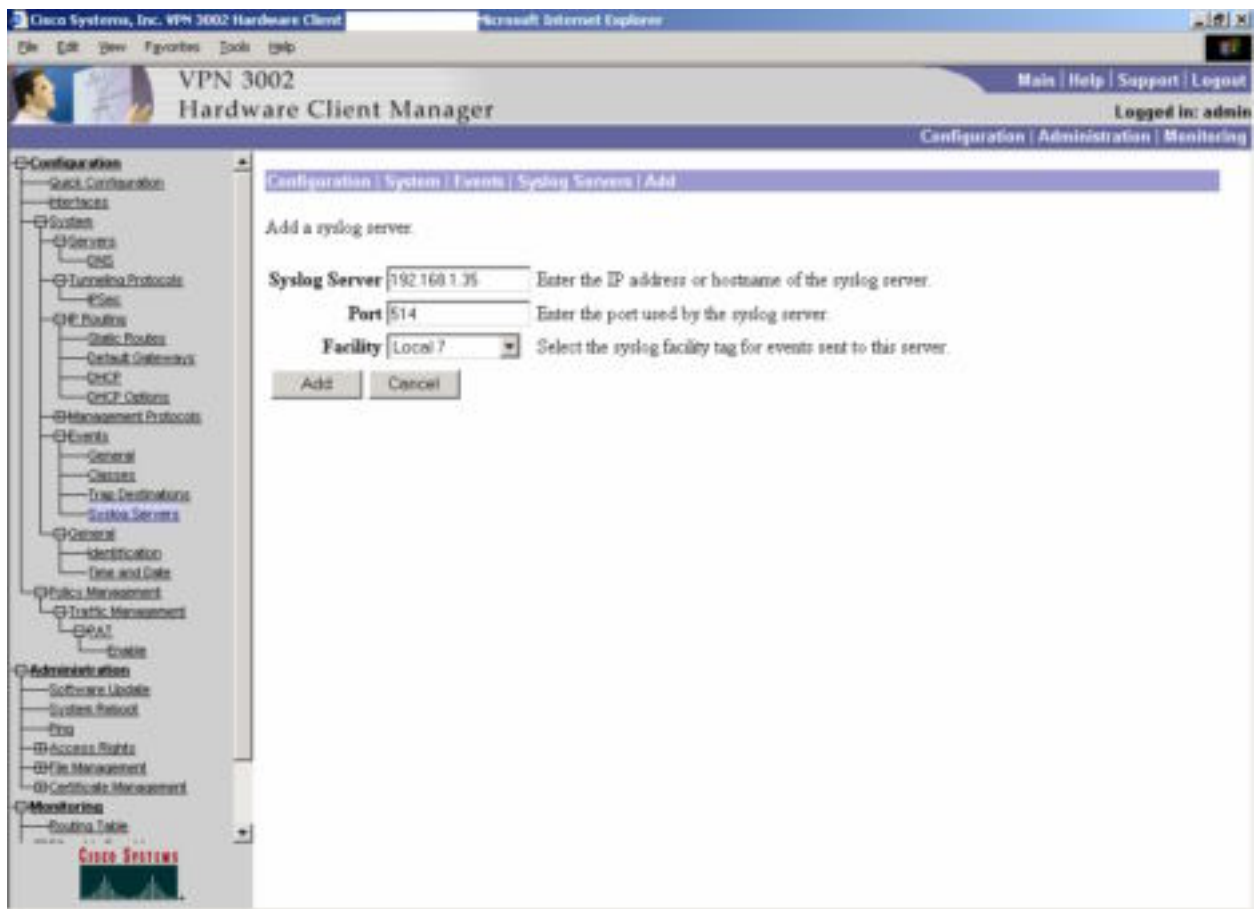 Cisco Systems, Inc. VPN 3002 Hardware Client
Microsoft Internet Explorer
File Edit View Favorites Tools Help
VPN 3002
Hardware Client Manager
Main | Help | Support | Logout
Logged in: admin
Configuration | Administration | Monitoring
Configuration
Quick Configuration
Interfaces
System
Servers
DNS
Tunneling Protocols
IPSec
IP Routing
Static Routes
Default Gateways
DHCP
DHCP Options
Management Protocols
Events
General
Classes
Trap Destinations
Syslog Servers
General
Identification
Time and Date
Policy Management
Traffic Management
PAT
Enable
Administration
Software Update
System Reboot
Ping
Access Rights
File Management
Certificate Management
Monitoring
Routing Table
CISCO SYSTEMS
Configuration | System | Events | Syslog Servers | Add
Add a syslog server.
Syslog Server 192.168.1.35 Enter the IP address or hostname of the syslog server.
Port 514 Enter the port used by the syslog server.
Facility Local 7 Select the syslog facility tag for events sent to this server.
Add Cancel